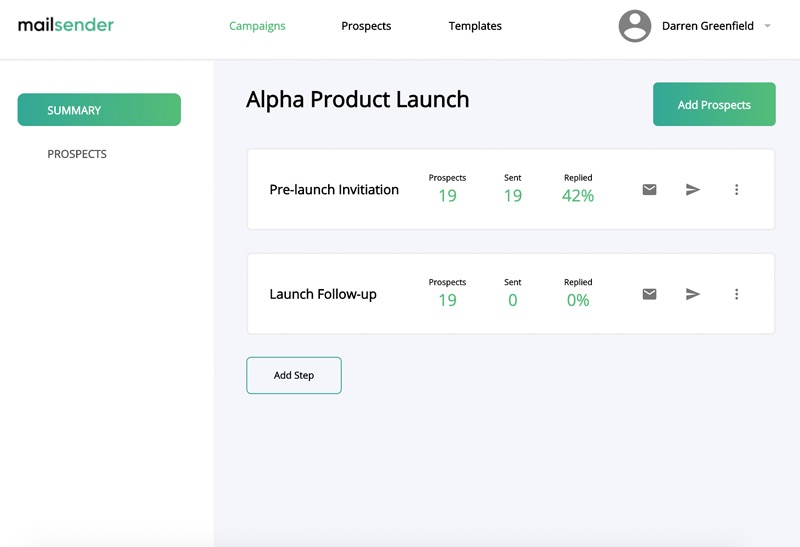 mailsender
Campaigns
Prospects
Templates
Darren Greenfield
SUMMARY
PROSPECTS
Alpha Product Launch
Add Prospects
Pre-launch Invitiation
Prospects
19
Sent
19
Replied
42%
Launch Follow-up
Prospects
19
Sent
0
Replied
0%
Add Step